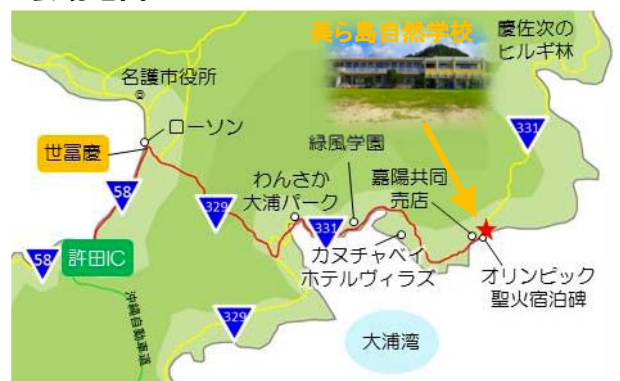 美ら島自然学校
慶佐次の
ヒルギ林
名護市役所
ローソン
世冨慶
331
緑風学園
58
わんさか
大浦パーク
嘉陽共同
売店
329
331
58
許田IC
カヌチャベイ
ホテルヴィラズ
オリンピック
聖火宿泊碑
沖縄自動車道
329
大浦湾